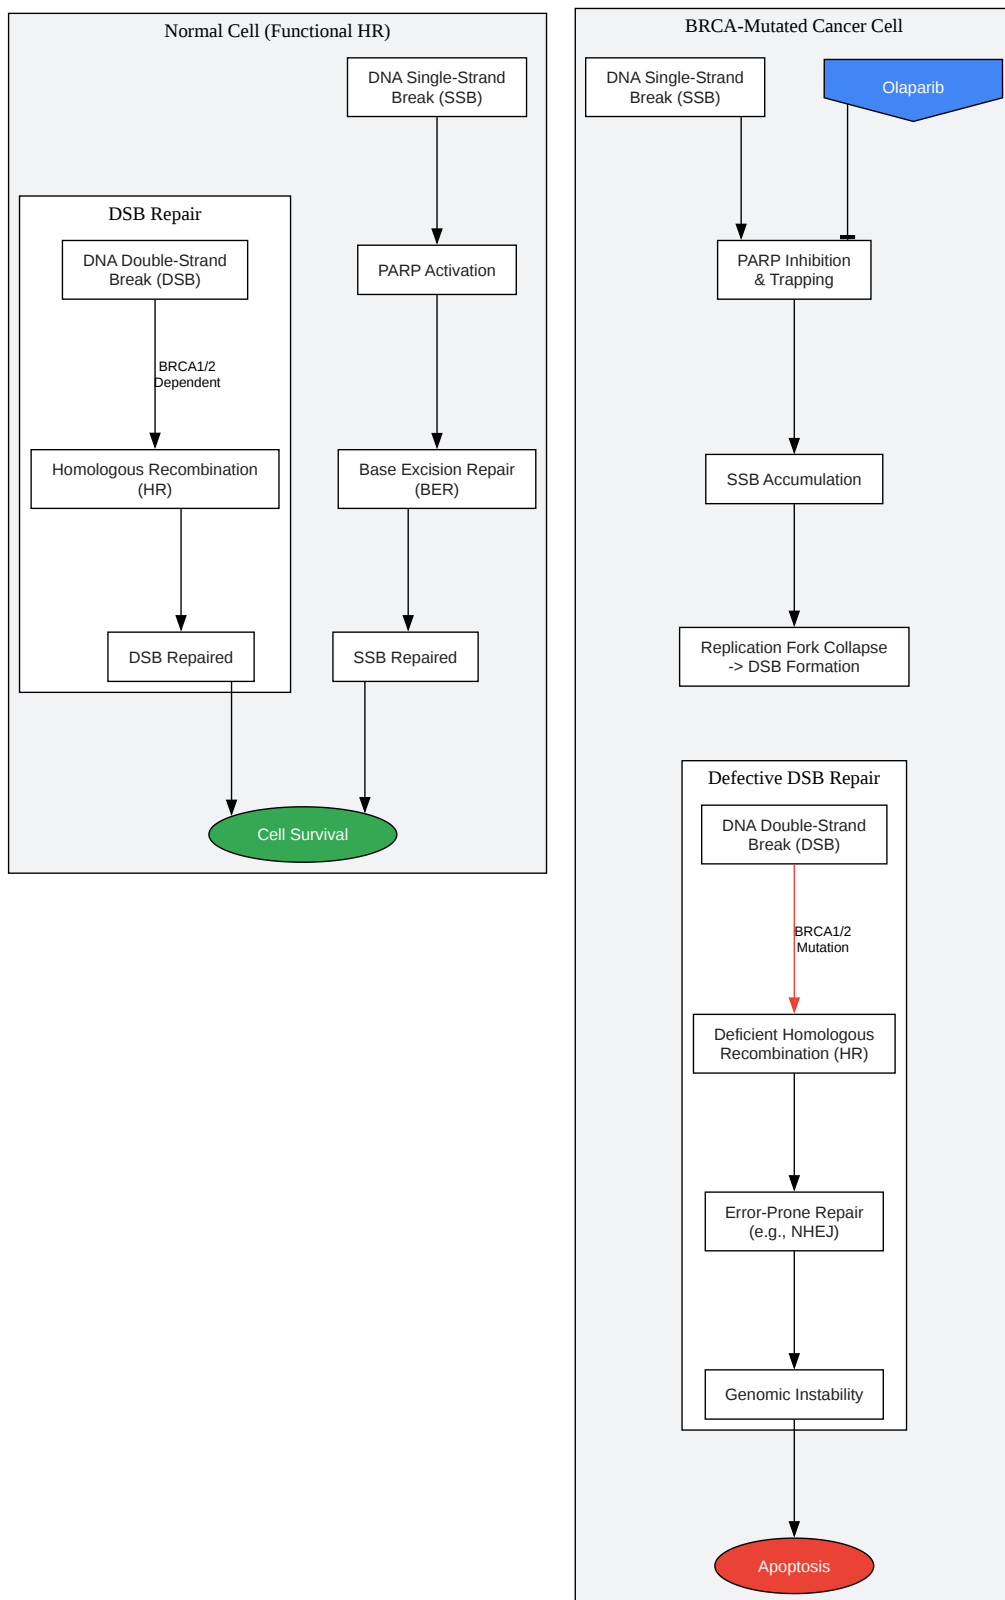 Normal Cell (Functional HR)
DNA Single-Strand
Break (SSB)
DSB Repair
DNA Double-Strand
Break (DSB)
PARP Activation
BRCA1/2
Dependent
Homologous Recombination
(HR)
Base Excision Repair
(BER)
DSB Repaired
SSB Repaired
Cell Survival
BRCA-Mutated Cancer Cell
DNA Single-Strand
Break (SSB)
Olaparib
PARP Inhibition
& Trapping
SSB Accumulation
Replication Fork Collapse
-> DSB Formation
Defective DSB Repair
DNA Double-Strand
Break (DSB)
BRCA1/2
Mutation
Deficient Homologous
Recombination (HR)
Error-Prone Repair
(e.g., NHEJ)
Genomic Instability
Apoptosis